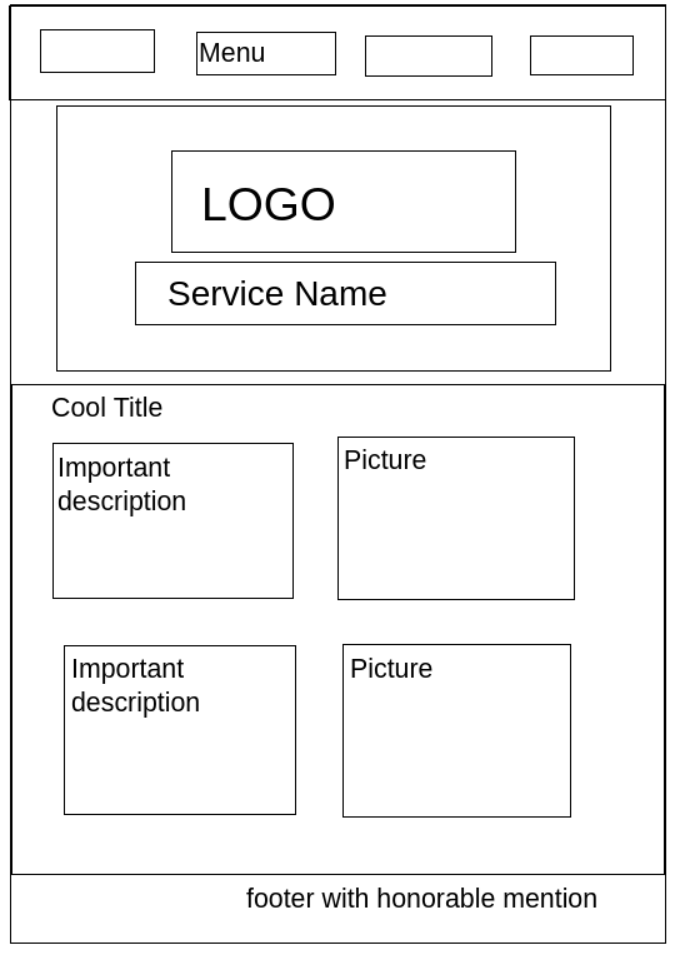 Menu
LOGO
Service Name
Cool Title
Important
description
Picture
Important
description
Picture
footer with honorable mention